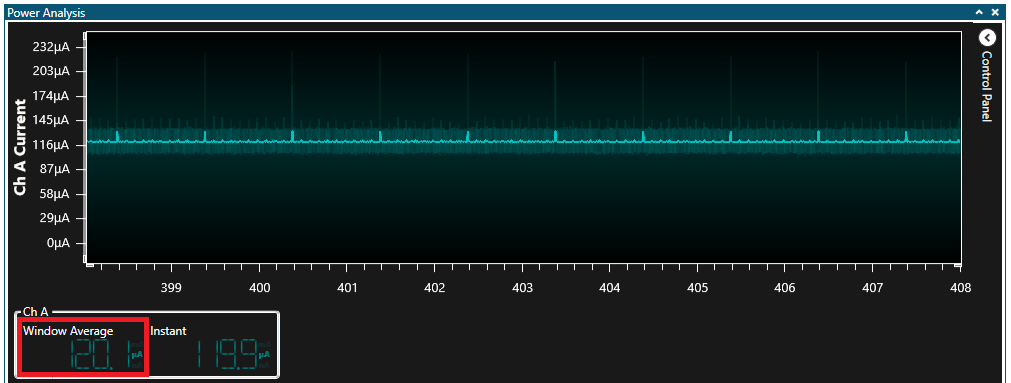 Power Analysis
Control Panel
Ch A Current
232µA
203µA
174µA
145µA
116µA
87µA
58µA
29µA
0µA
399 400 401 402 403 404 405 406 407 408
Ch A
Window Average Instant
120.1 µA 119.9 µA